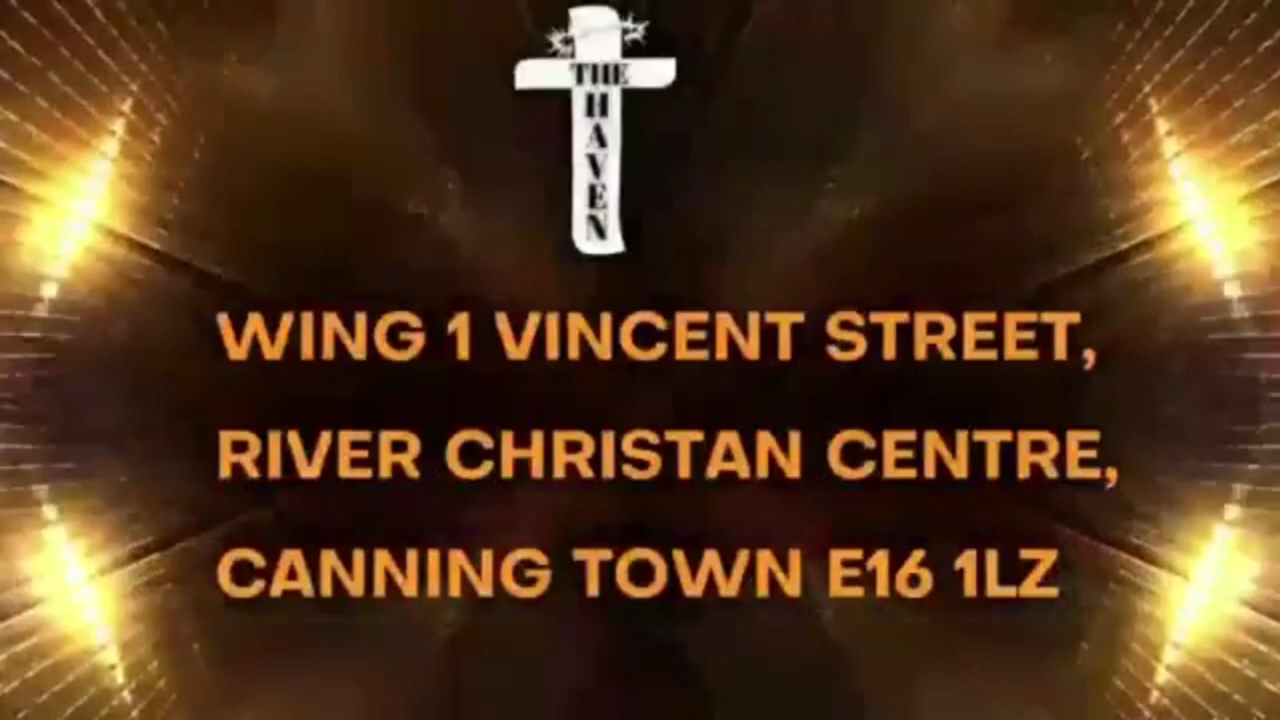 THE
HAVEN
WING 1 VINCENT STREET,
RIVER CHRISTAN CENTRE,
CANNING TOWN E16 1LZ